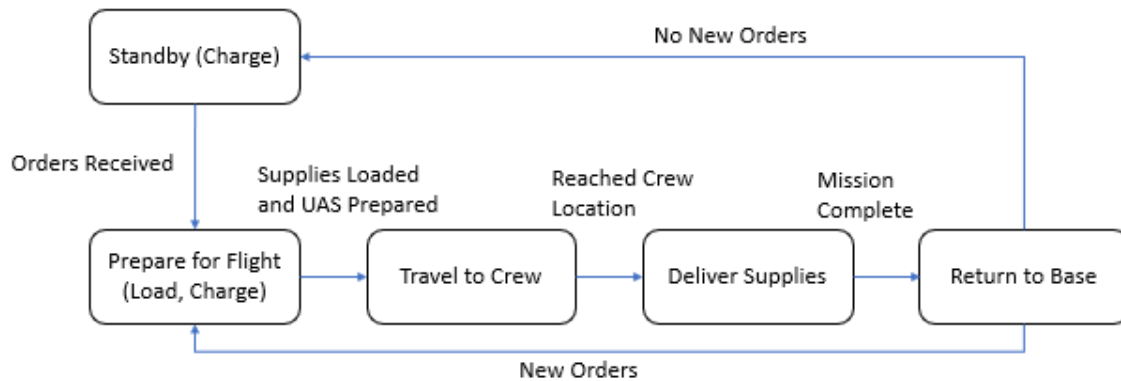 No New Orders
Standby (Charge)
Orders Received
Supplies Loaded
and UAS Prepared
Reached Crew
Location
Mission
Complete
Prepare for Flight
(Load, Charge)
Travel to Crew
Deliver Supplies
Return to Base
New Orders